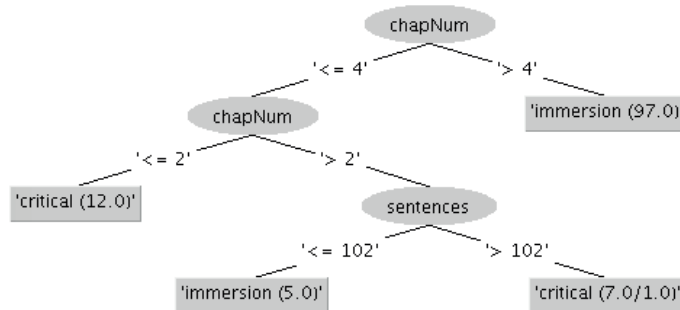 chapNum
'<= 4'
'> 4'
chapNum
'immersion (97.0)
'<= 2'
'> 2'
'critical (12.0)'
sentences
'<= 102'
'> 102'
'immersion (5.0)'
'critical (7.0/1.0)'